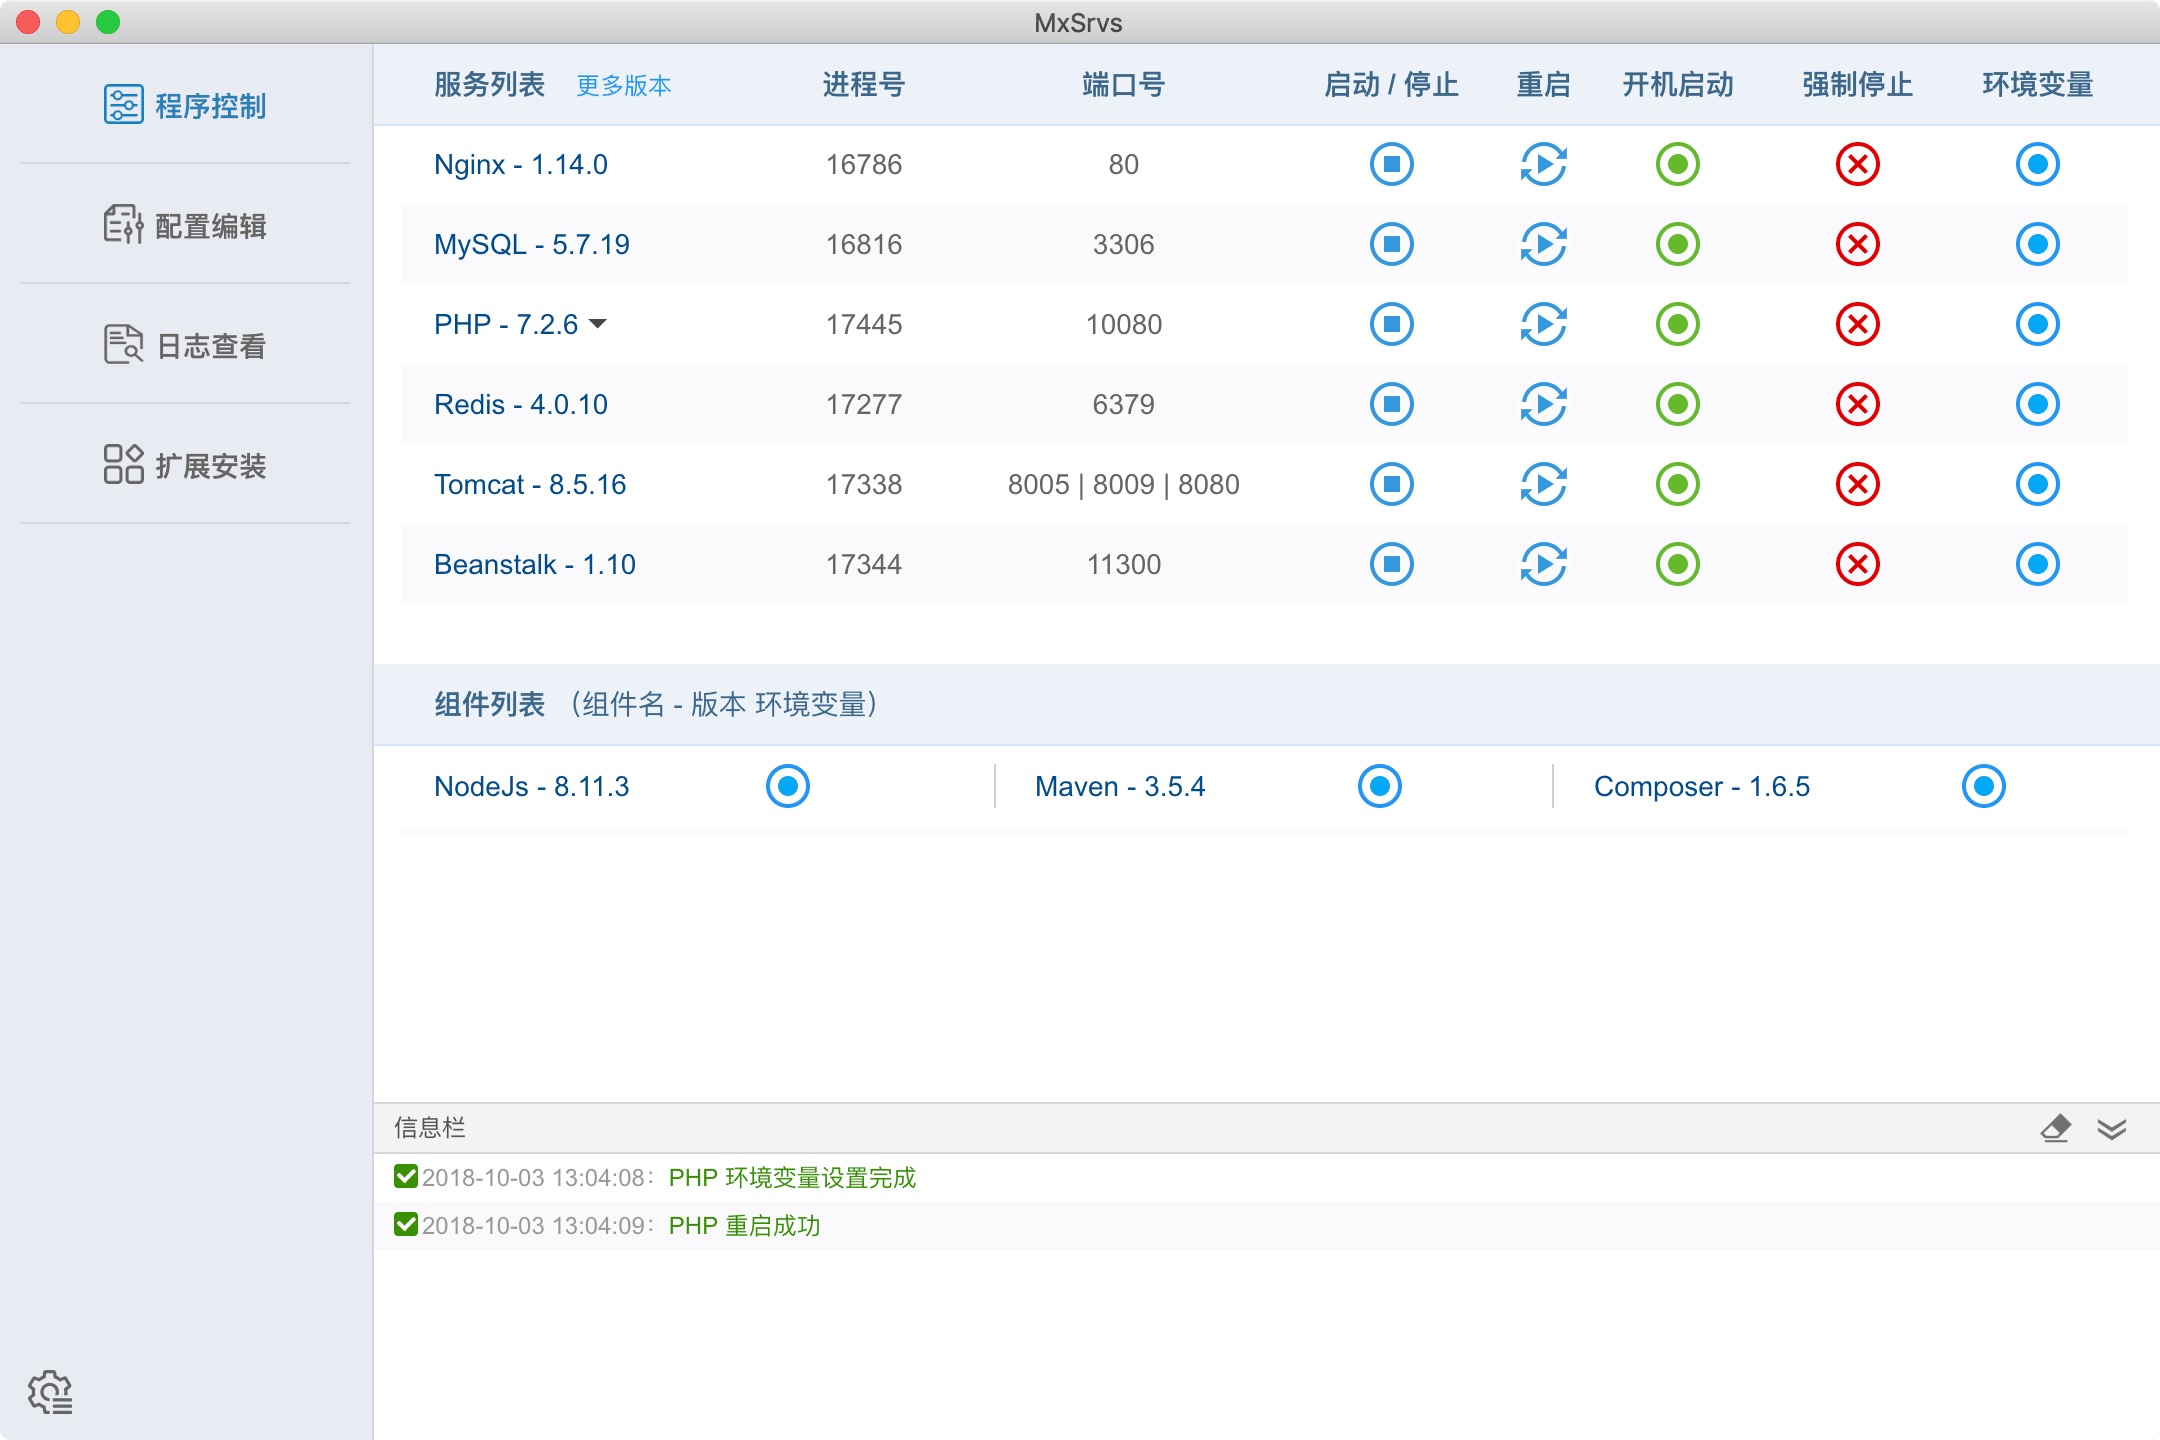 MxSrvs
程序控制
配置编辑
日志查看
扩展安装
服务列表 更多版本 进程号 端口号 启动 / 停止 重启 开机启动 强制停止 环境变量
Nginx - 1.14.0 16786 80
MySQL - 5.7.19 16816 3306
PHP - 7.2.6 17445 10080
Redis - 4.0.10 17277 6379
Tomcat - 8.5.16 17338 8005 | 8009 | 8080
Beanstalk - 1.10 17344 11300
组件列表 （组件名 - 版本 环境变量）
NodeJs - 8.11.3 Maven - 3.5.4 Composer - 1.6.5
信息栏
2018-10-03 13:04:08： PHP 环境变量设置完成
2018-10-03 13:04:09： PHP 重启成功